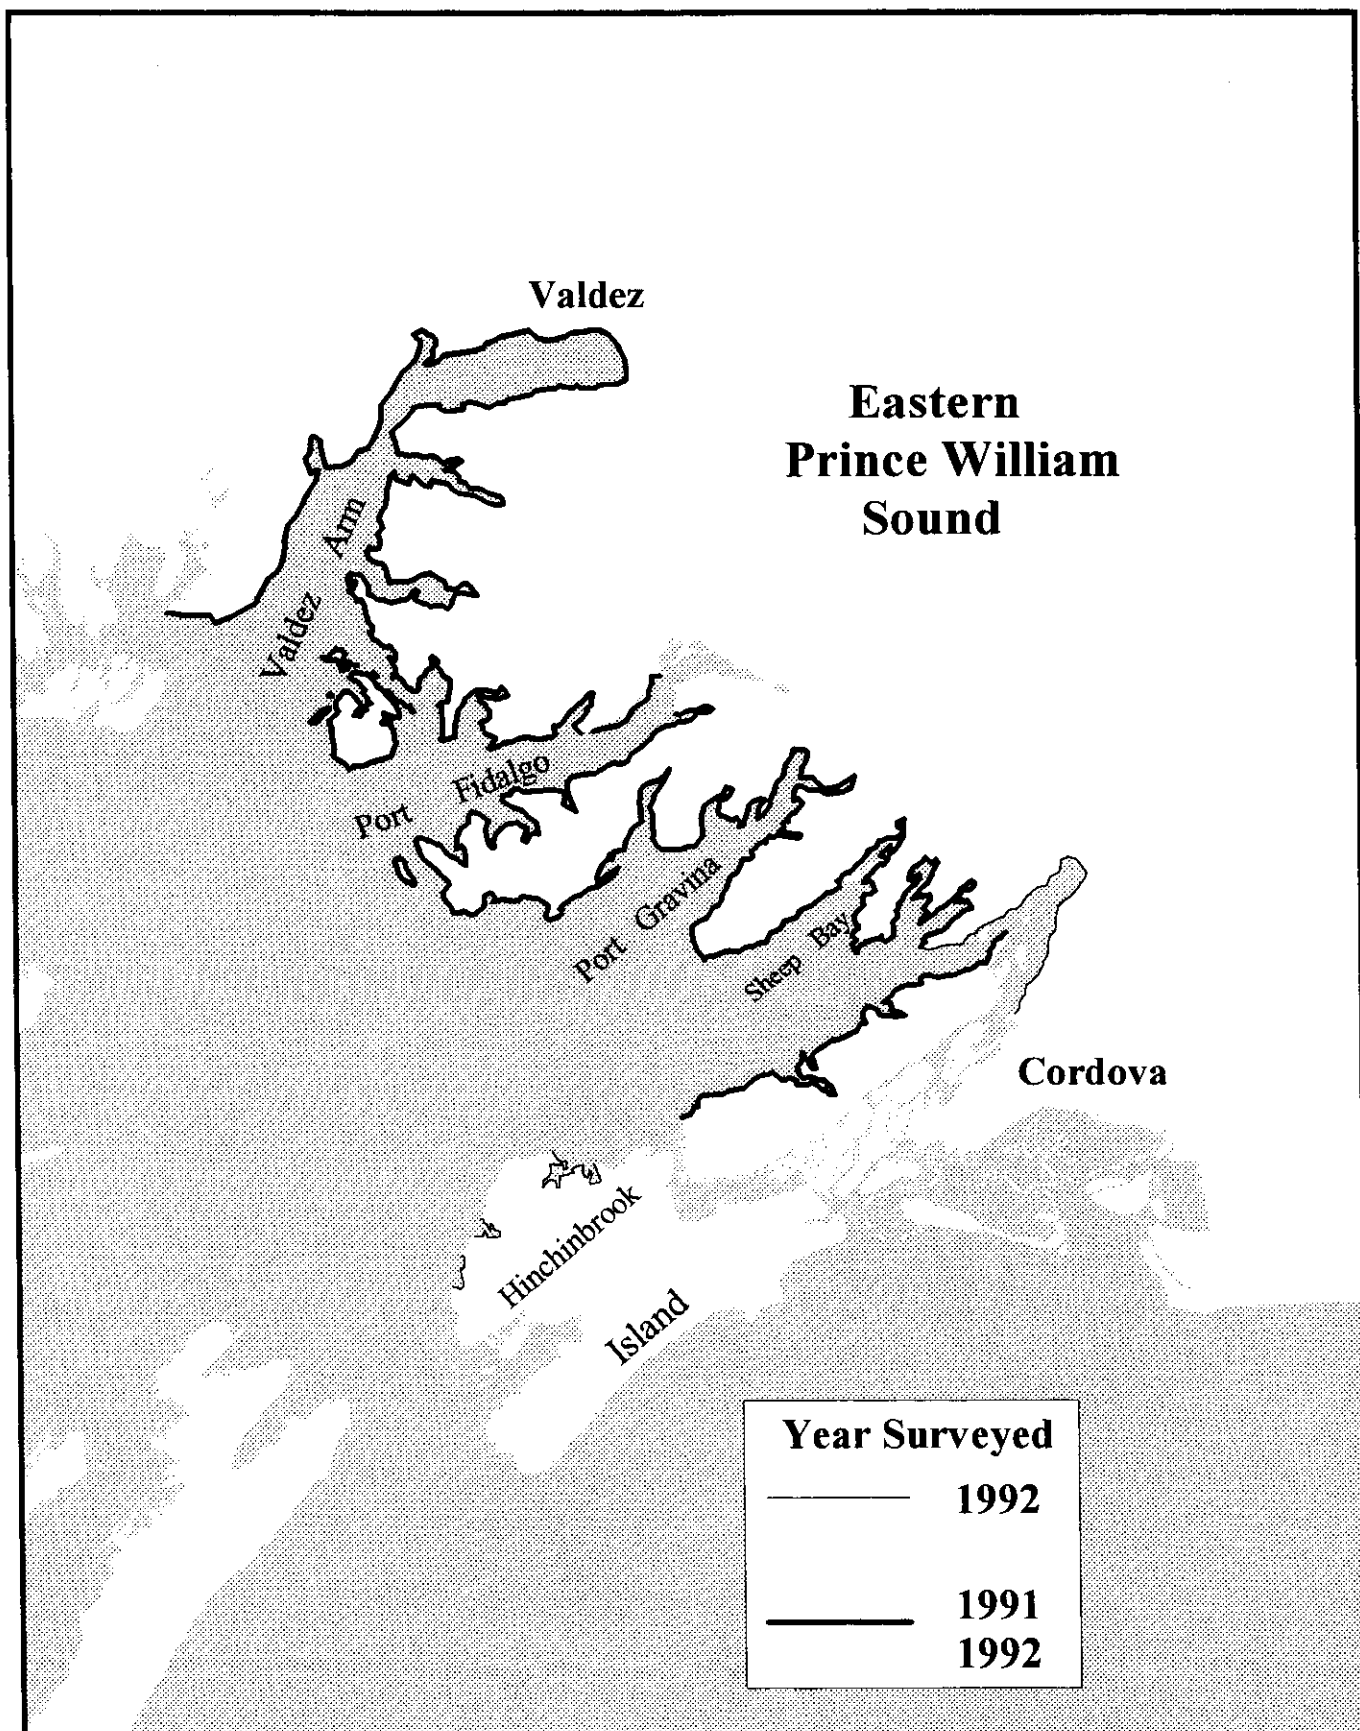 Valdez
Eastern
Prince William
Sound
Valdez Arm
Port Fidalgo
Port Gravina
Sheep Bay
Cordova
Hinchinbrook
Island
Year Surveyed
1992
1991
1992